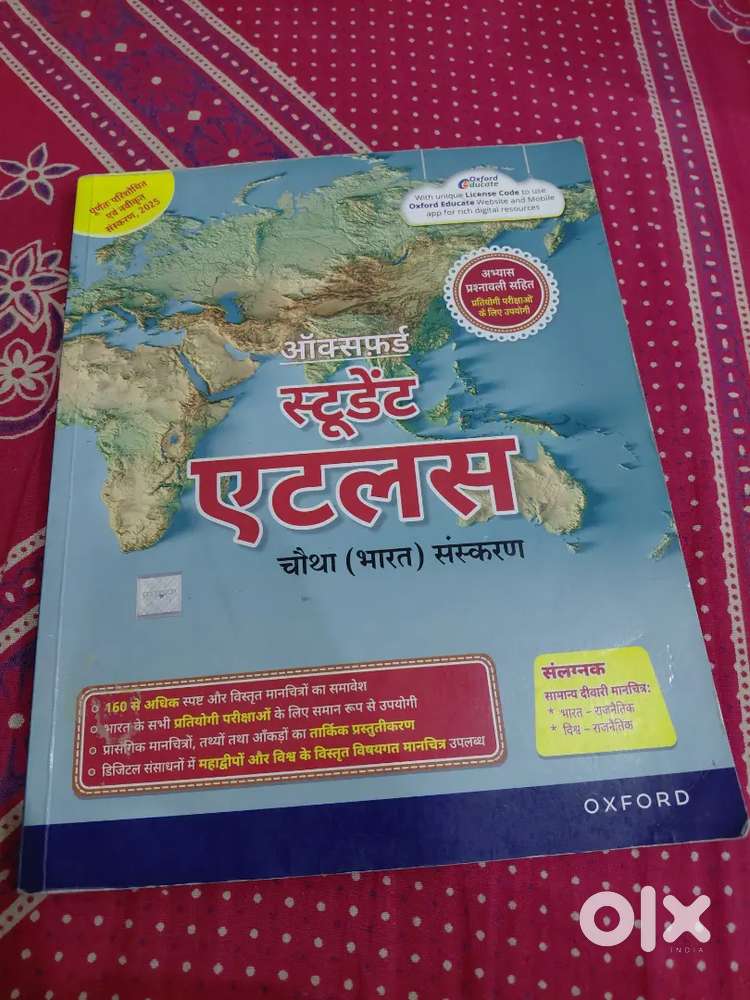 पूर्णतः परिशोधित
एवं नवीकृत
संस्करण, 2025
Oxford
educate
With unique License Code to use
Oxford Educate Website and Mobile
app for rich digital resources
अभ्यास
प्रश्नावली सहित
प्रतियोगी परीक्षाओं
के लिए उपयोगी
ऑक्सफ़र्ड
स्टूडेंट
एटलस
चौथा (भारत) संस्करण
160 से अधिक स्पष्ट और विस्तृत मानचित्रों का समावेश
भारत के सभी प्रतियोगी परीक्षाओं के लिए समान रूप से उपयोगी
प्रासंगिक मानचित्रों, तथ्यों तथा आँकड़ों का तार्किक प्रस्तुतीकरण
डिजिटल संसाधनों में महाद्वीपों और विश्व के विस्तृत विषयगत मानचित्र उपलब्ध
संलग्नक
सामान्य दीवारी मानचित्र:
* भारत – राजनैतिक
* विश्व – राजनैतिक
OXFORD
olx
INDIA